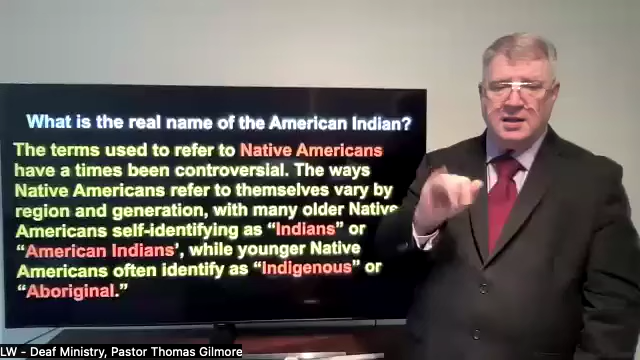 What is the real name of the American Indian?
The terms used to refer to Native Americans
have a times been controversial. The ways
Native Americans refer to themselves vary by
region and generation, with many older Native
Americans self-identifying as “Indians” or
“American Indians’, while younger Native
Americans often identify as “Indigenous” or
“Aboriginal.”
LW - Deaf Ministry, Pastor Thomas Gilmore